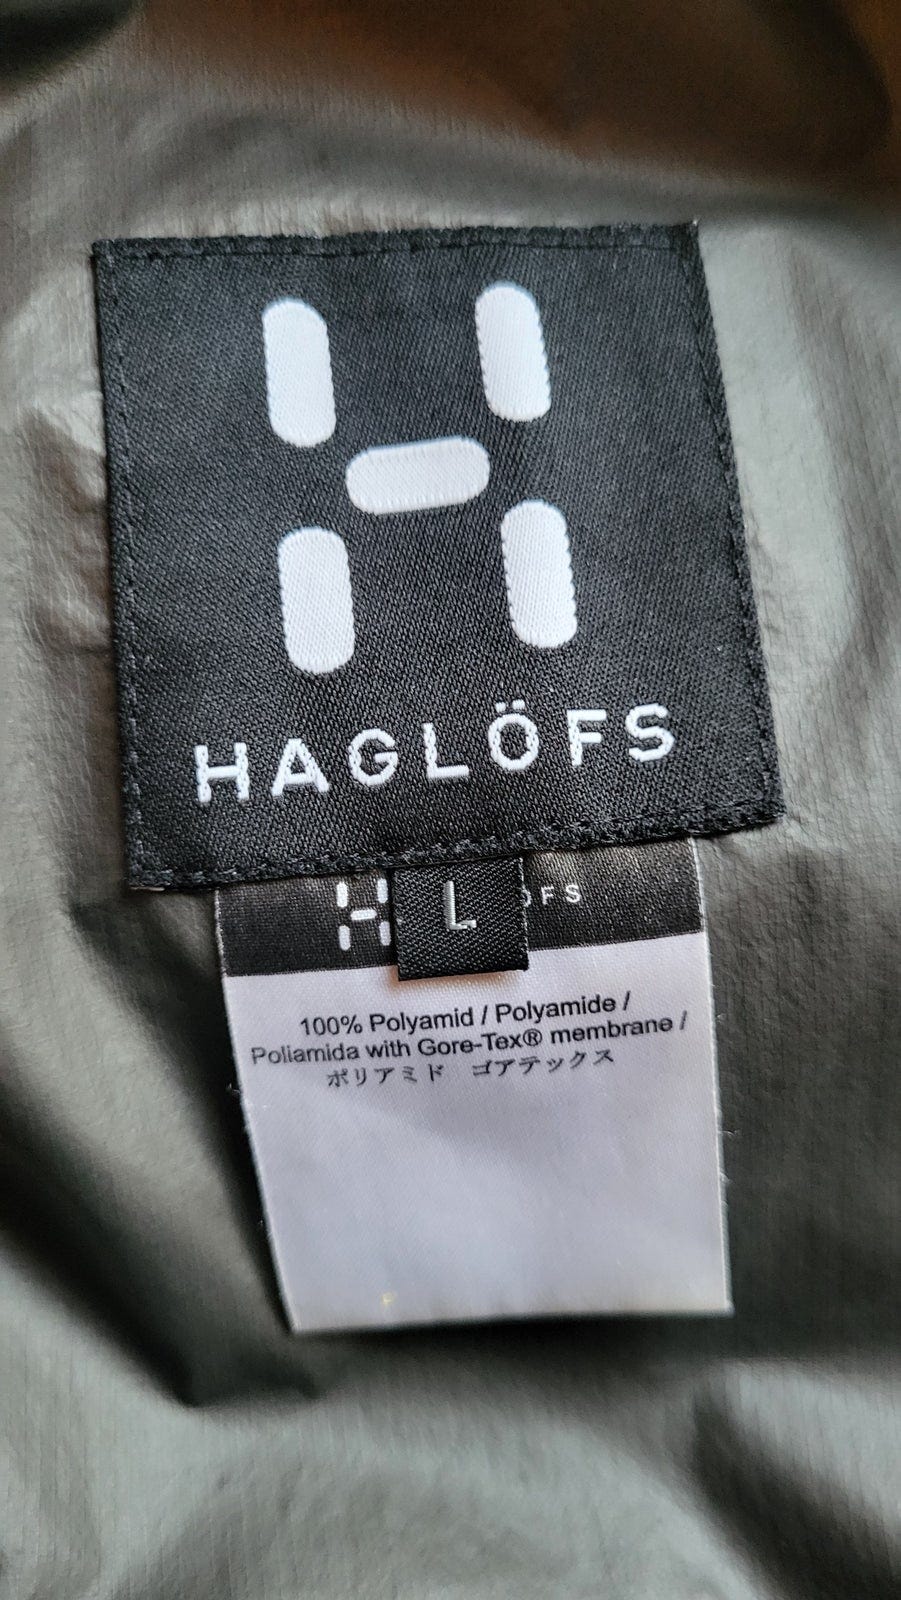 HAGLÖFS
L
ÖFS
100% Polyamid / Polyamide /
Poliamida with Gore-Tex® membrane /
ポリアミド ゴアテックス